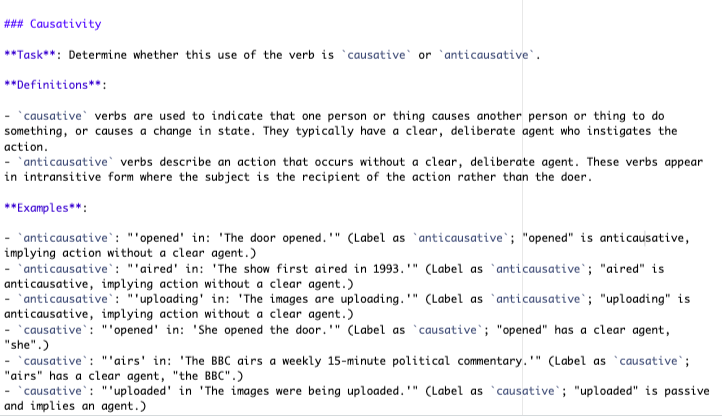 ### Causativity
**Task**: Determine whether this use of the verb is `causative` or `anticausative`.
**Definitions**:
- `causative` verbs are used to indicate that one person or thing causes another person or thing to do
something, or causes a change in state. They typically have a clear, deliberate agent who instigates the
action.
- `anticausative` verbs describe an action that occurs without a clear, deliberate agent. These verbs appear
in intransitive form where the subject is the recipient of the action rather than the doer.
**Examples**:
- `anticausative`: "'opened' in: 'The door opened.'" (Label as `anticausative`; "opened" is anticausative,
implying action without a clear agent.)
- `anticausative`: "'aired' in: 'The show first aired in 1993.'" (Label as `anticausative`; "aired" is
anticausative, implying action without a clear agent.)
- `anticausative`: "'uploading' in: 'The images are uploading.'" (Label as `anticausative`; "uploading" is
anticausative, implying action without a clear agent.)
- `causative`: "'opened' in: 'She opened the door.'" (Label as `causative`; "opened" has a clear agent,
"she".)
- `causative`: "'airs' in: 'The BBC airs a weekly 15-minute political commentary.'" (Label as `causative`;
"airs" has a clear agent, "the BBC".)
- `causative`: "'uploaded' in 'The images were being uploaded.'" (Label as `causative`; "uploaded" is passive
and implies an agent.)